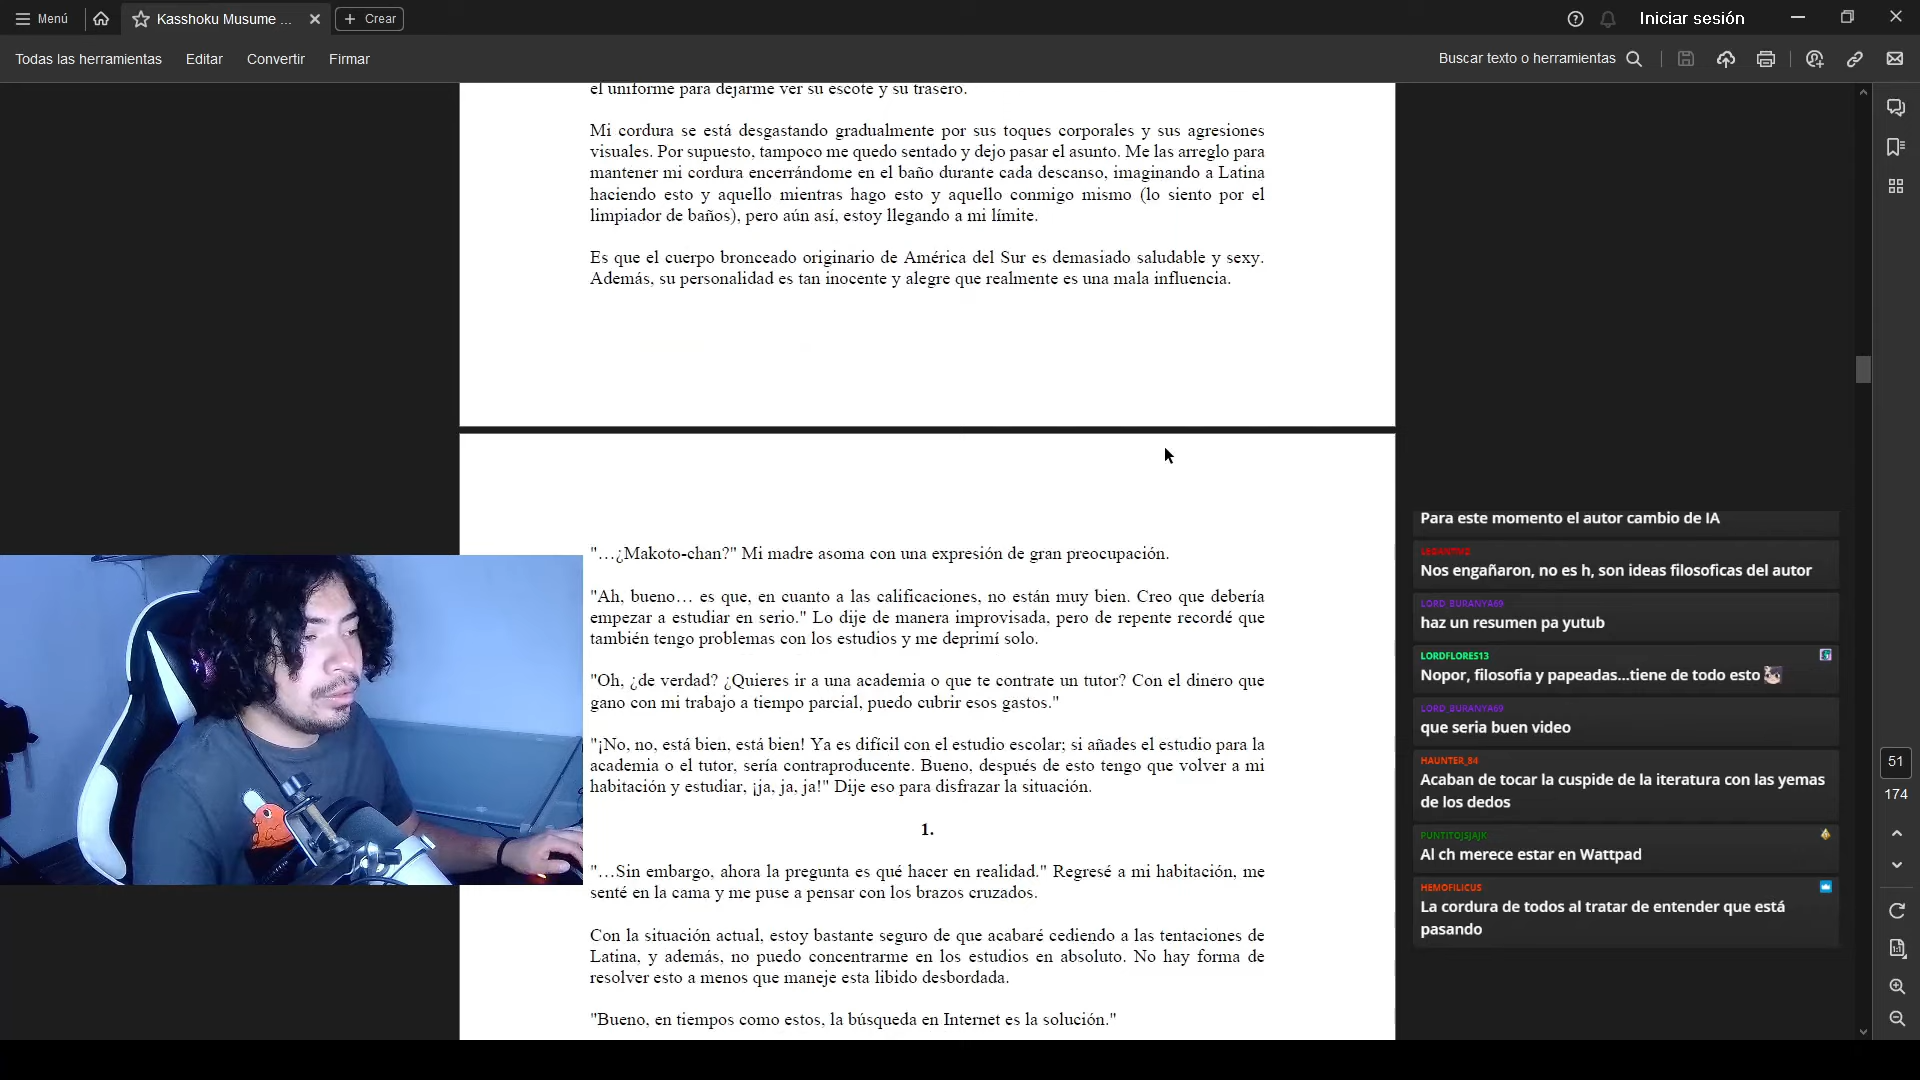 Menú
Kasshoku Musume ...
Crear
Iniciar sesión
Todas las herramientas
Editar
Convertir
Firmar
Buscar texto o herramientas
el uniforme para dejarme ver su escote y su trasero.
Mi cordura se está desgastando gradualmente por sus toques corporales y sus agresiones
visuales. Por supuesto, tampoco me quedo sentado y dejo pasar el asunto. Me las arreglo para
mantener mi cordura encerrándome en el baño durante cada descanso, imaginando a Latina
haciendo esto y aquello mientras hago esto y aquello conmigo mismo (lo siento por el
limpiador de baños), pero aún así, estoy llegando a mi límite.
Es que el cuerpo bronceado originario de América del Sur es demasiado saludable y sexy.
Además, su personalidad es tan inocente y alegre que realmente es una mala influencia.
"…¿Makoto-chan?" Mi madre asoma con una expresión de gran preocupación.
"Ah, bueno… es que, en cuanto a las calificaciones, no están muy bien. Creo que debería
empezar a estudiar en serio." Lo dije de manera improvisada, pero de repente recordé que
también tengo problemas con los estudios y me deprimí solo.
"Oh, ¿de verdad? ¿Quieres ir a una academia o que te contrate un tutor? Con el dinero que
gano con mi trabajo a tiempo parcial, puedo cubrir esos gastos."
"¡No, no, está bien, está bien! Ya es difícil con el estudio escolar; si añades el estudio para la
academia o el tutor, sería contraproducente. Bueno, después de esto tengo que volver a mi
habitación y estudiar, ¡ja, ja, ja!" Dije eso para disfrazar la situación.
1.
"…Sin embargo, ahora la pregunta es qué hacer en realidad." Regresé a mi habitación, me
senté en la cama y me puse a pensar con los brazos cruzados.
Con la situación actual, estoy bastante seguro de que acabaré cediendo a las tentaciones de
Latina, y además, no puedo concentrarme en los estudios en absoluto. No hay forma de
resolver esto a menos que maneje esta libido desbordada.
"Bueno, en tiempos como estos, la búsqueda en Internet es la solución."
Para este momento el autor cambio de IA
Nos engañaron, no es h, son ideas filosoficas del autor
LORD_BURANYA69
haz un resumen pa yutub
LORDFLORES13
Nopor, filosofia y papeadas...tiene de todo esto
LORD_BURANYA69
que seria buen video
HAUNTER_84
Acaban de tocar la cuspide de la iteratura con las yemas
de los dedos
PUNTITOJSJAJK
Al ch merece estar en Wattpad
HEMOFILICUS
La cordura de todos al tratar de entender que está
pasando
51
174